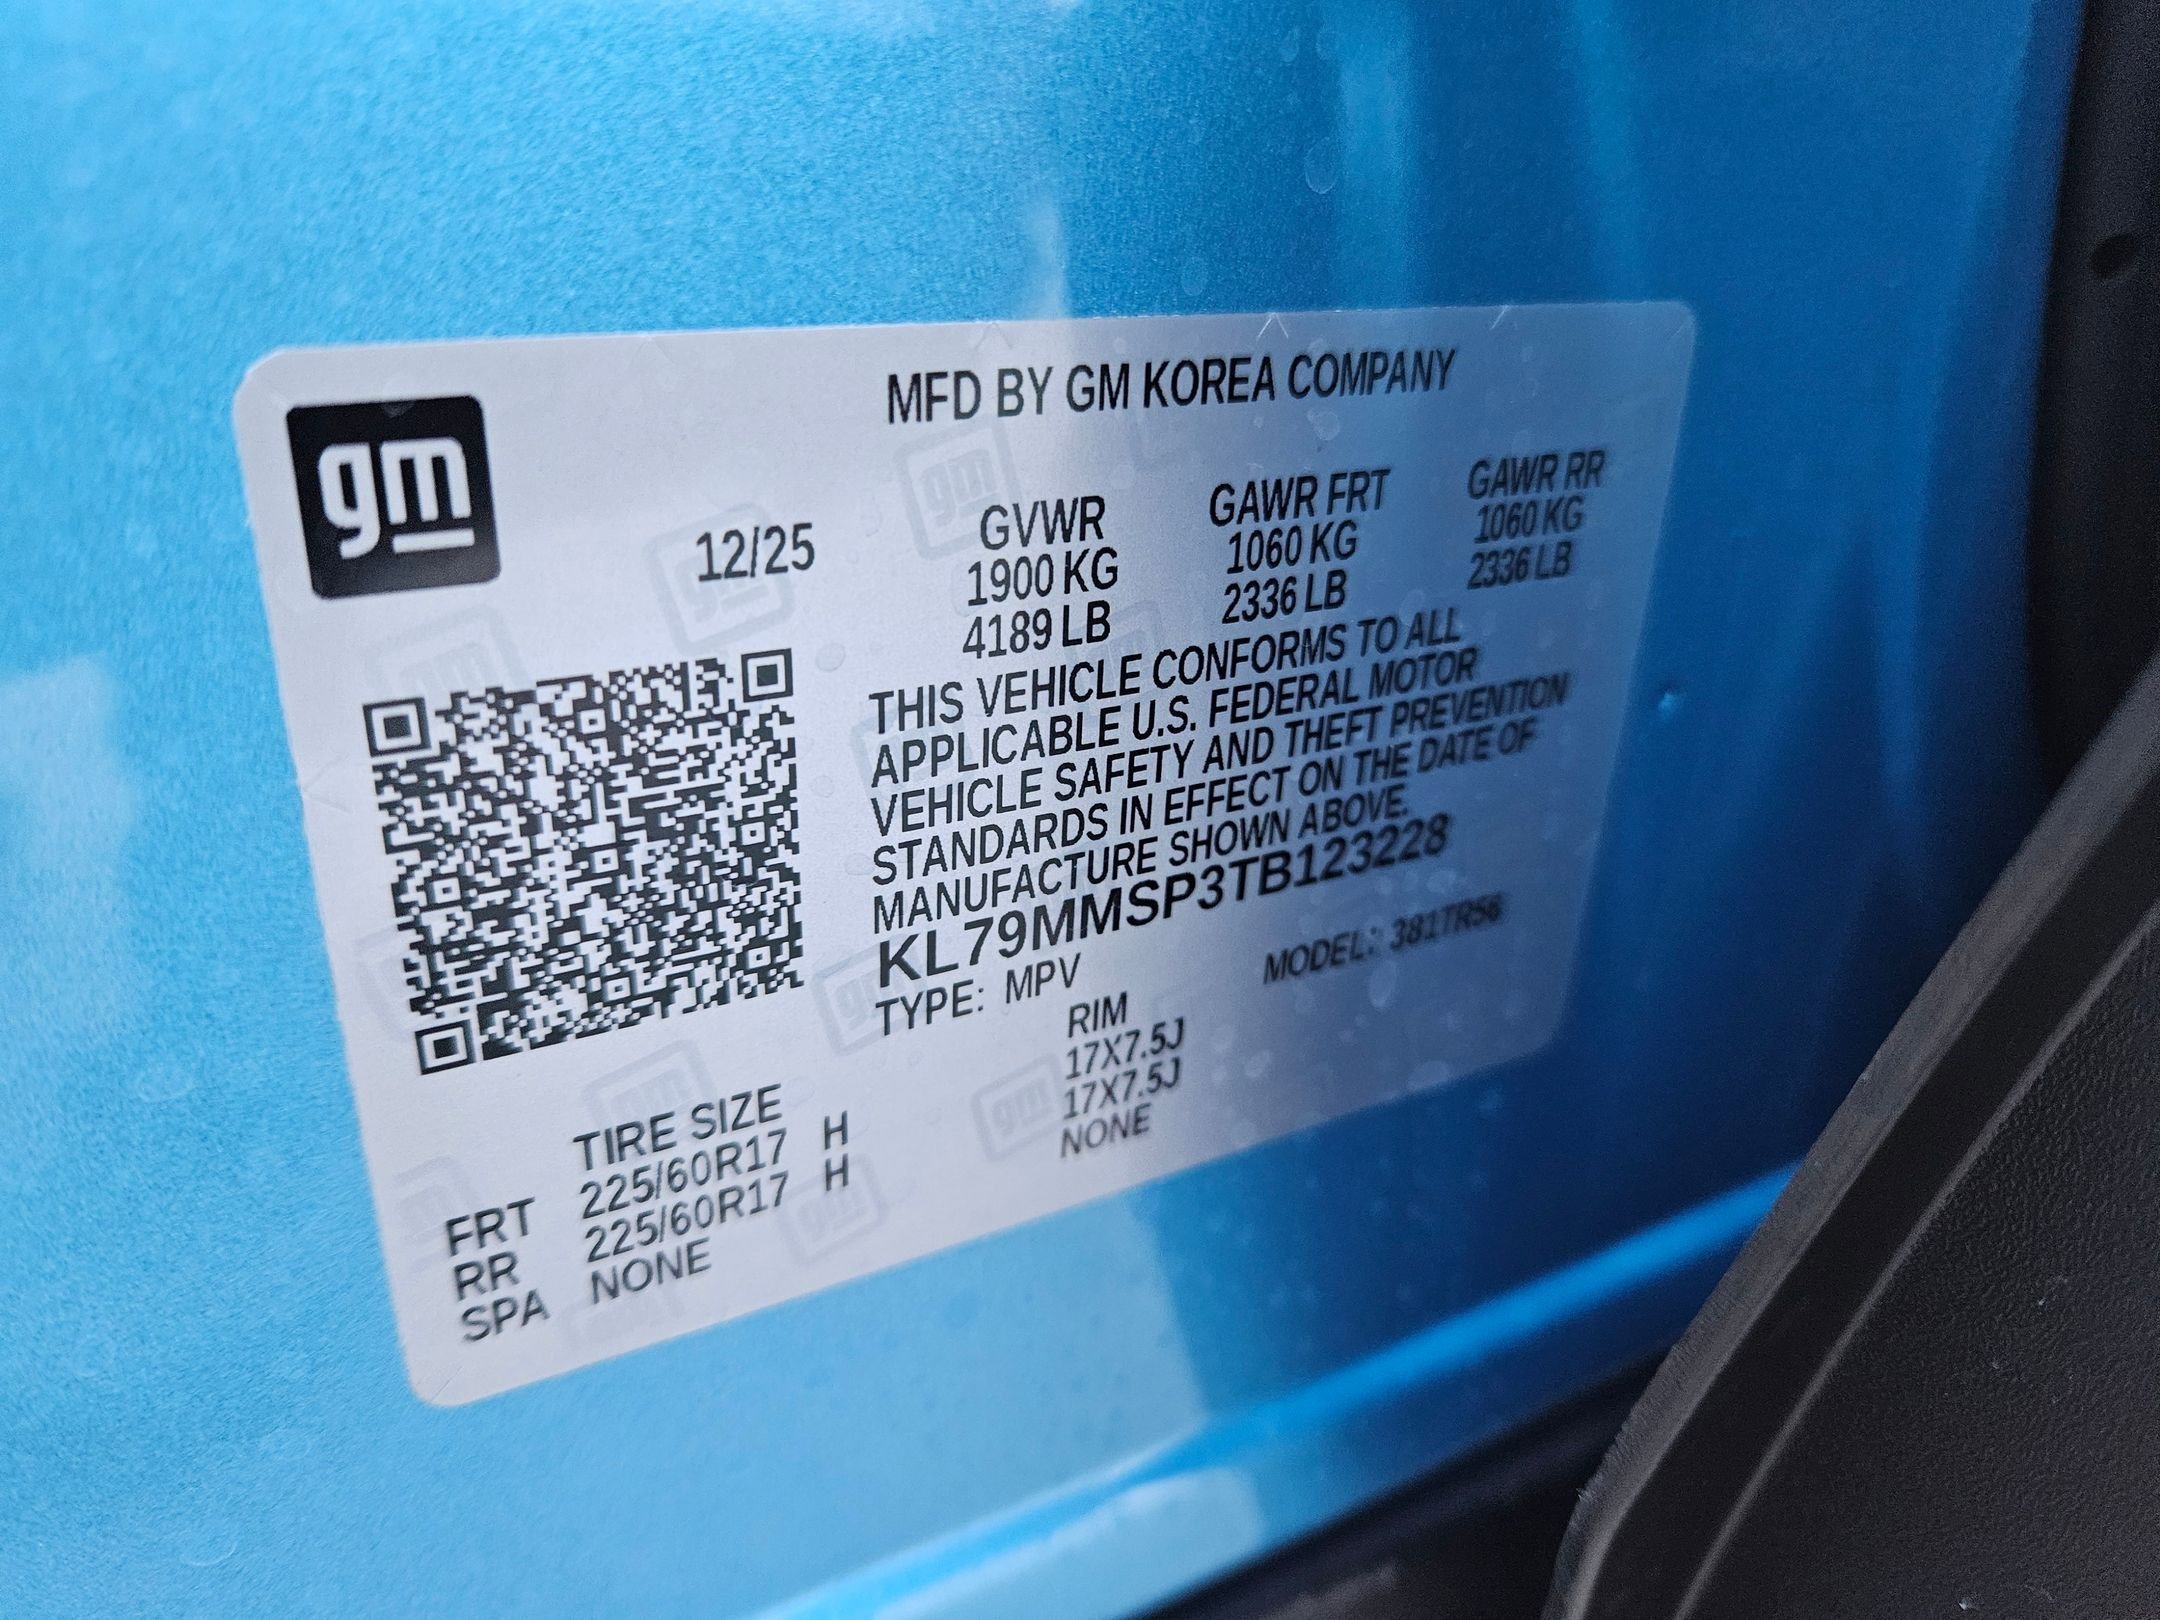 gm
MFD BY GM KOREA COMPANY
12/25
GVWR GAWR FRT GAWR RR
1900 KG 1060 KG 1060 KG
4189 LB 2336 LB 2336 LB
THIS VEHICLE CONFORMS TO ALL
APPLICABLE U.S. FEDERAL MOTOR
VEHICLE SAFETY AND THEFT PREVENTION
STANDARDS IN EFFECT ON THE DATE OF
MANUFACTURE SHOWN ABOVE.
KL79MMSP3TB123228
TYPE: MPV MODEL: 381TR56
TIRE SIZE RIM
FRT 225/60R17 H 17X7.5J
RR 225/60R17 H 17X7.5J
SPA NONE NONE